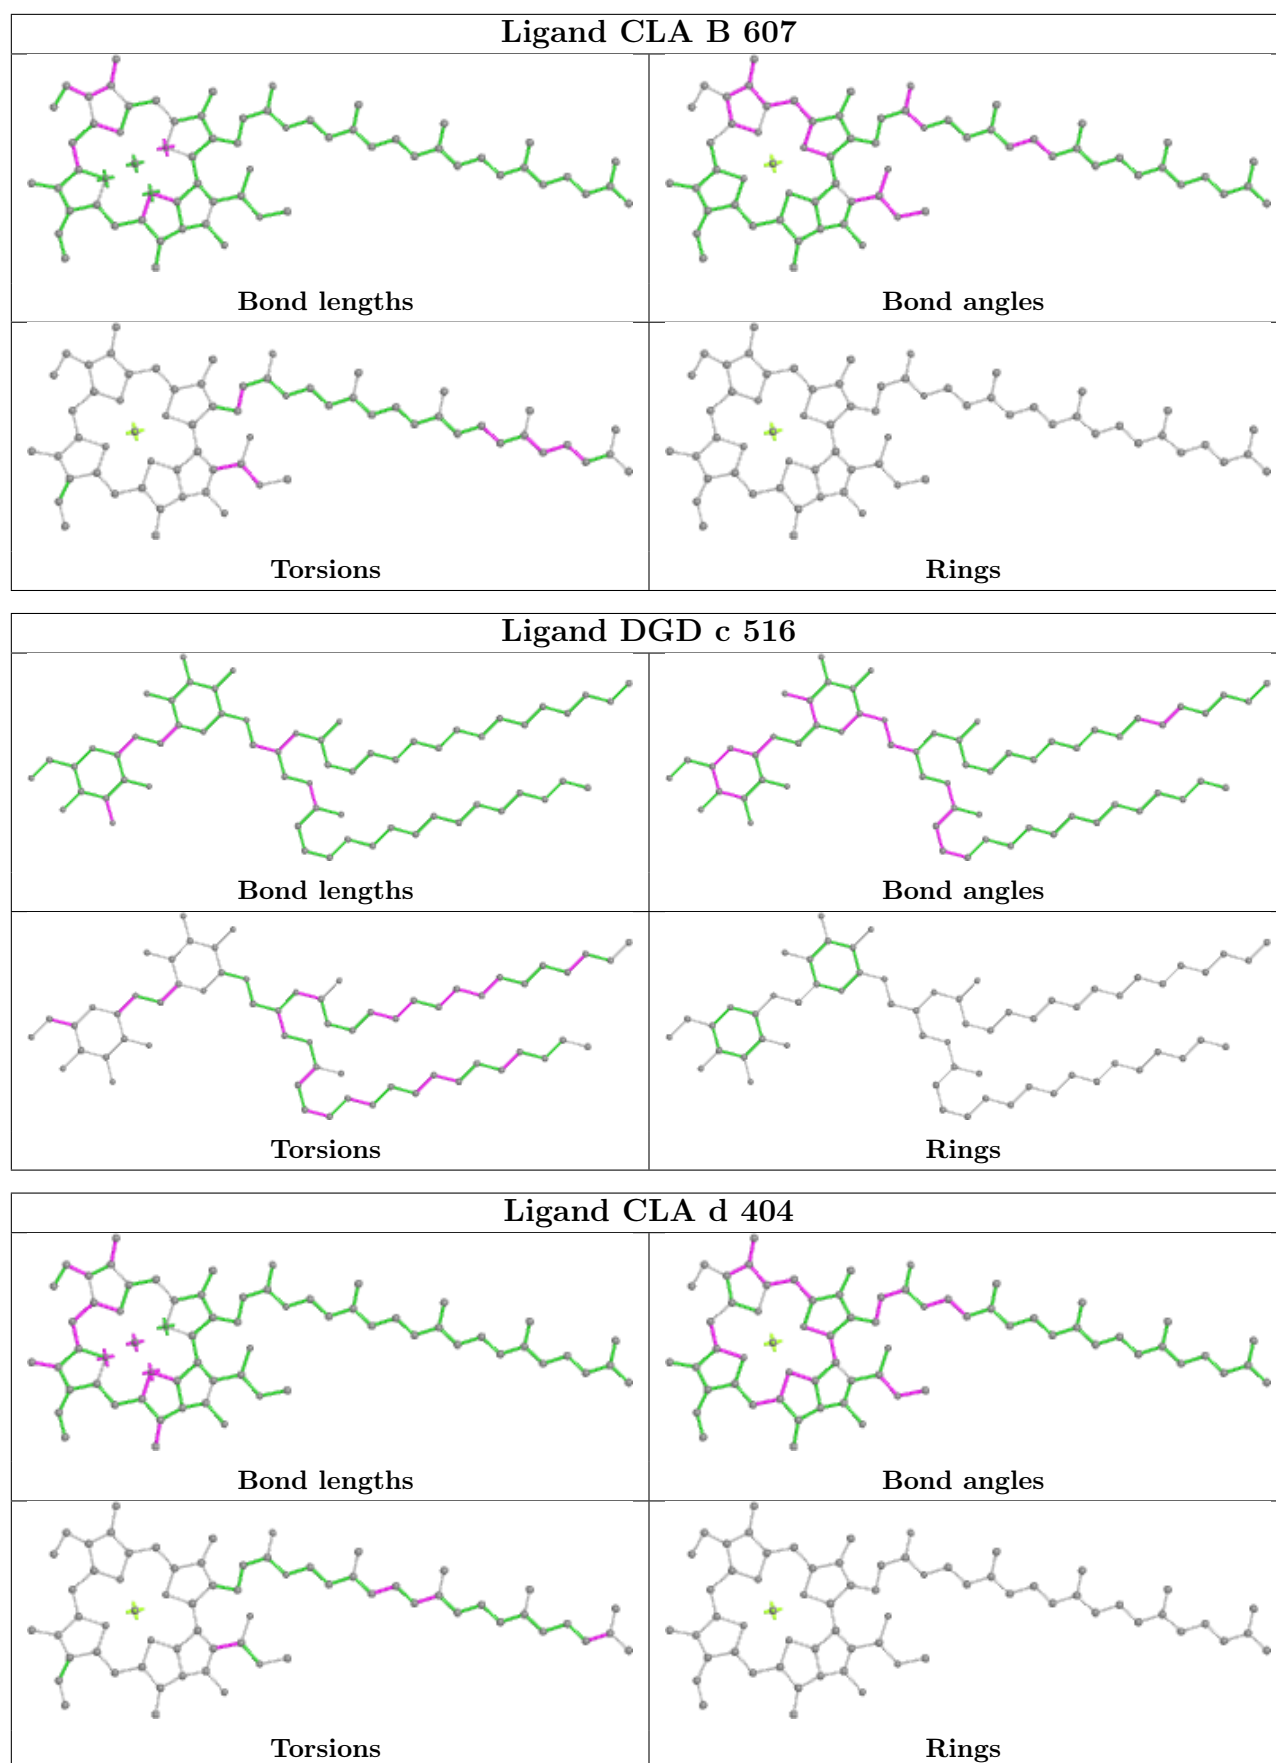 Ligand CLA B 607
Bond lengths
Bond angles
Torsions
Rings
Ligand DGD c 516
Bond lengths
Bond angles
Torsions
Rings
Ligand CLA d 404
Bond lengths
Bond angles
Torsions
Rings